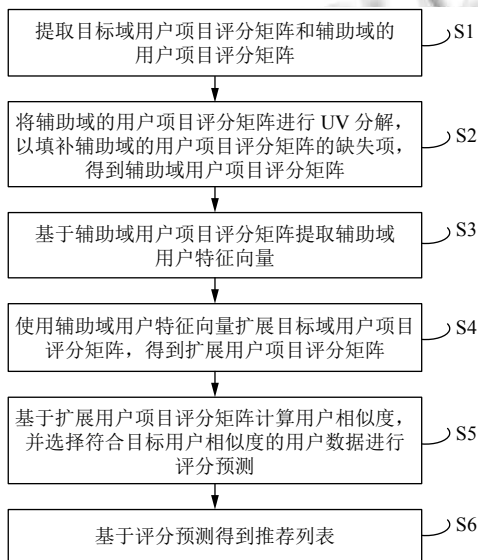 提取目标域用户项目评分矩阵和辅助域的
用户项目评分矩阵
S1
将辅助域的用户项目评分矩阵进行 UV 分解，
以填补辅助域的用户项目评分矩阵的缺失项，
得到辅助域用户项目评分矩阵
S2
基于辅助域用户项目评分矩阵提取辅助域
用户特征向量
S3
使用辅助域用户特征向量扩展目标域用户项目
评分矩阵，得到扩展用户项目评分矩阵
S4
基于扩展用户项目评分矩阵计算用户相似度，
并选择符合目标用户相似度的用户数据进行
评分预测
S5
基于评分预测得到推荐列表
S6